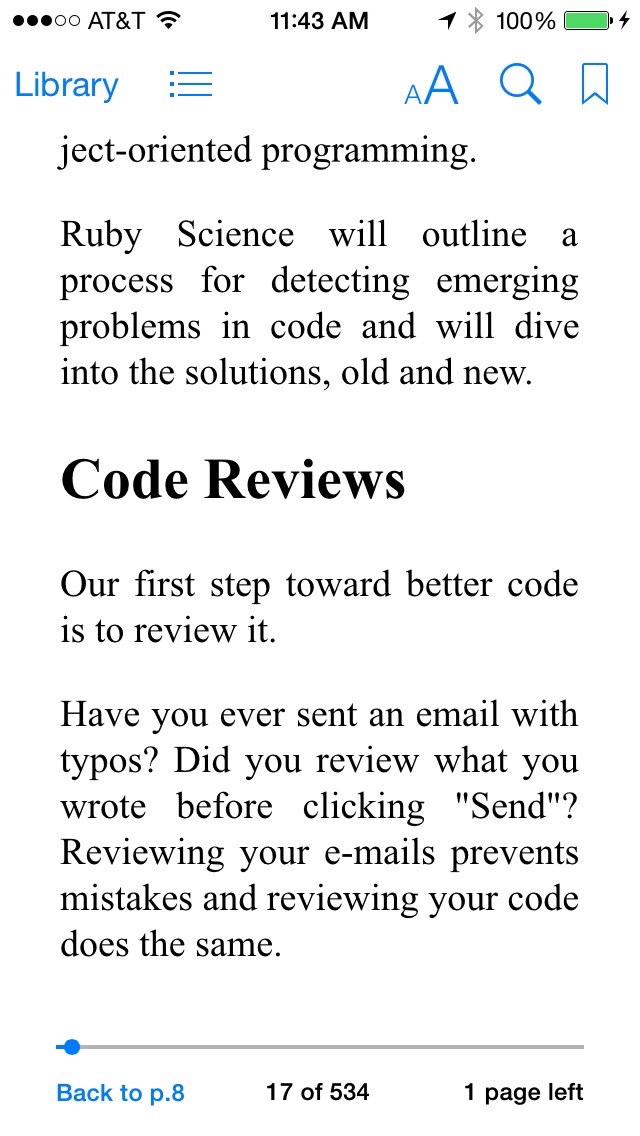 AT&T 11:43 AM 100%
Library AA
ject-oriented programming.
Ruby Science will outline a
process for detecting emerging
problems in code and will dive
into the solutions, old and new.
Code Reviews
Our first step toward better code
is to review it.
Have you ever sent an email with
typos? Did you review what you
wrote before clicking "Send"?
Reviewing your e-mails prevents
mistakes and reviewing your code
does the same.
Back to p.8 17 of 534 1 page left